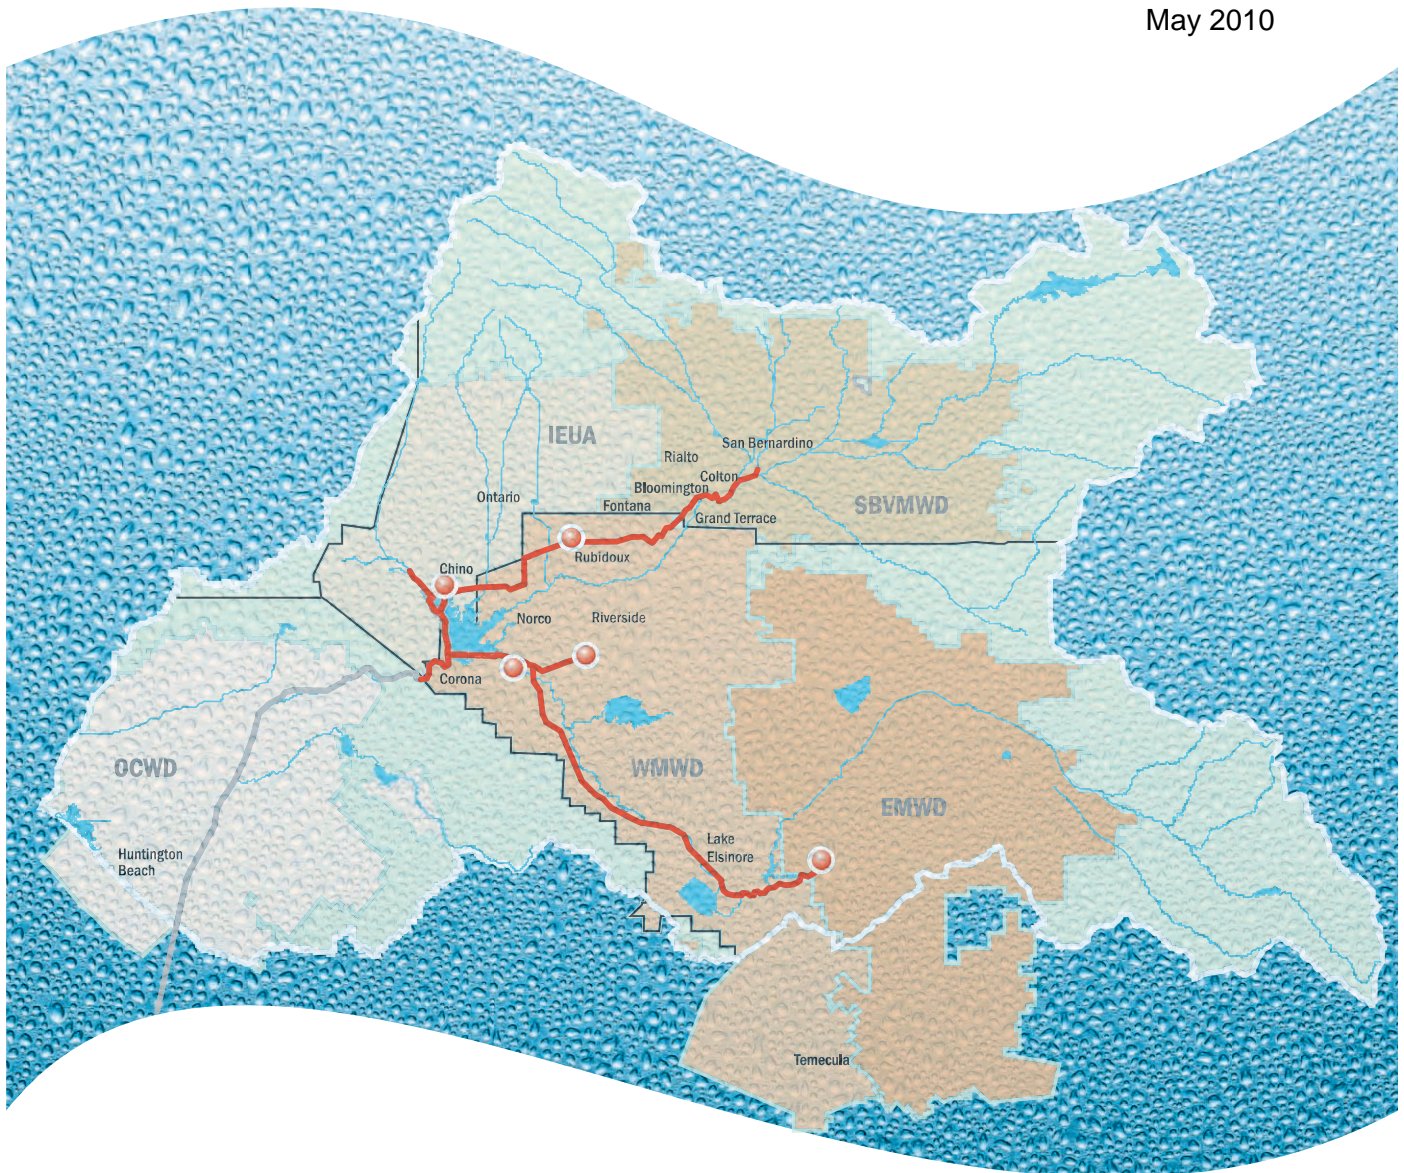 May 2010
IEUA
San Bernardino
Rialto
Colton
Bloomington
Ontario
Fontana
SBVMWD
Grand Terrace
Rubidoux
Chino
Norco
Riverside
Corona
OCWD
WMWD
EMWD
Lake
Elsinore
Huntington
Beach
Temecula